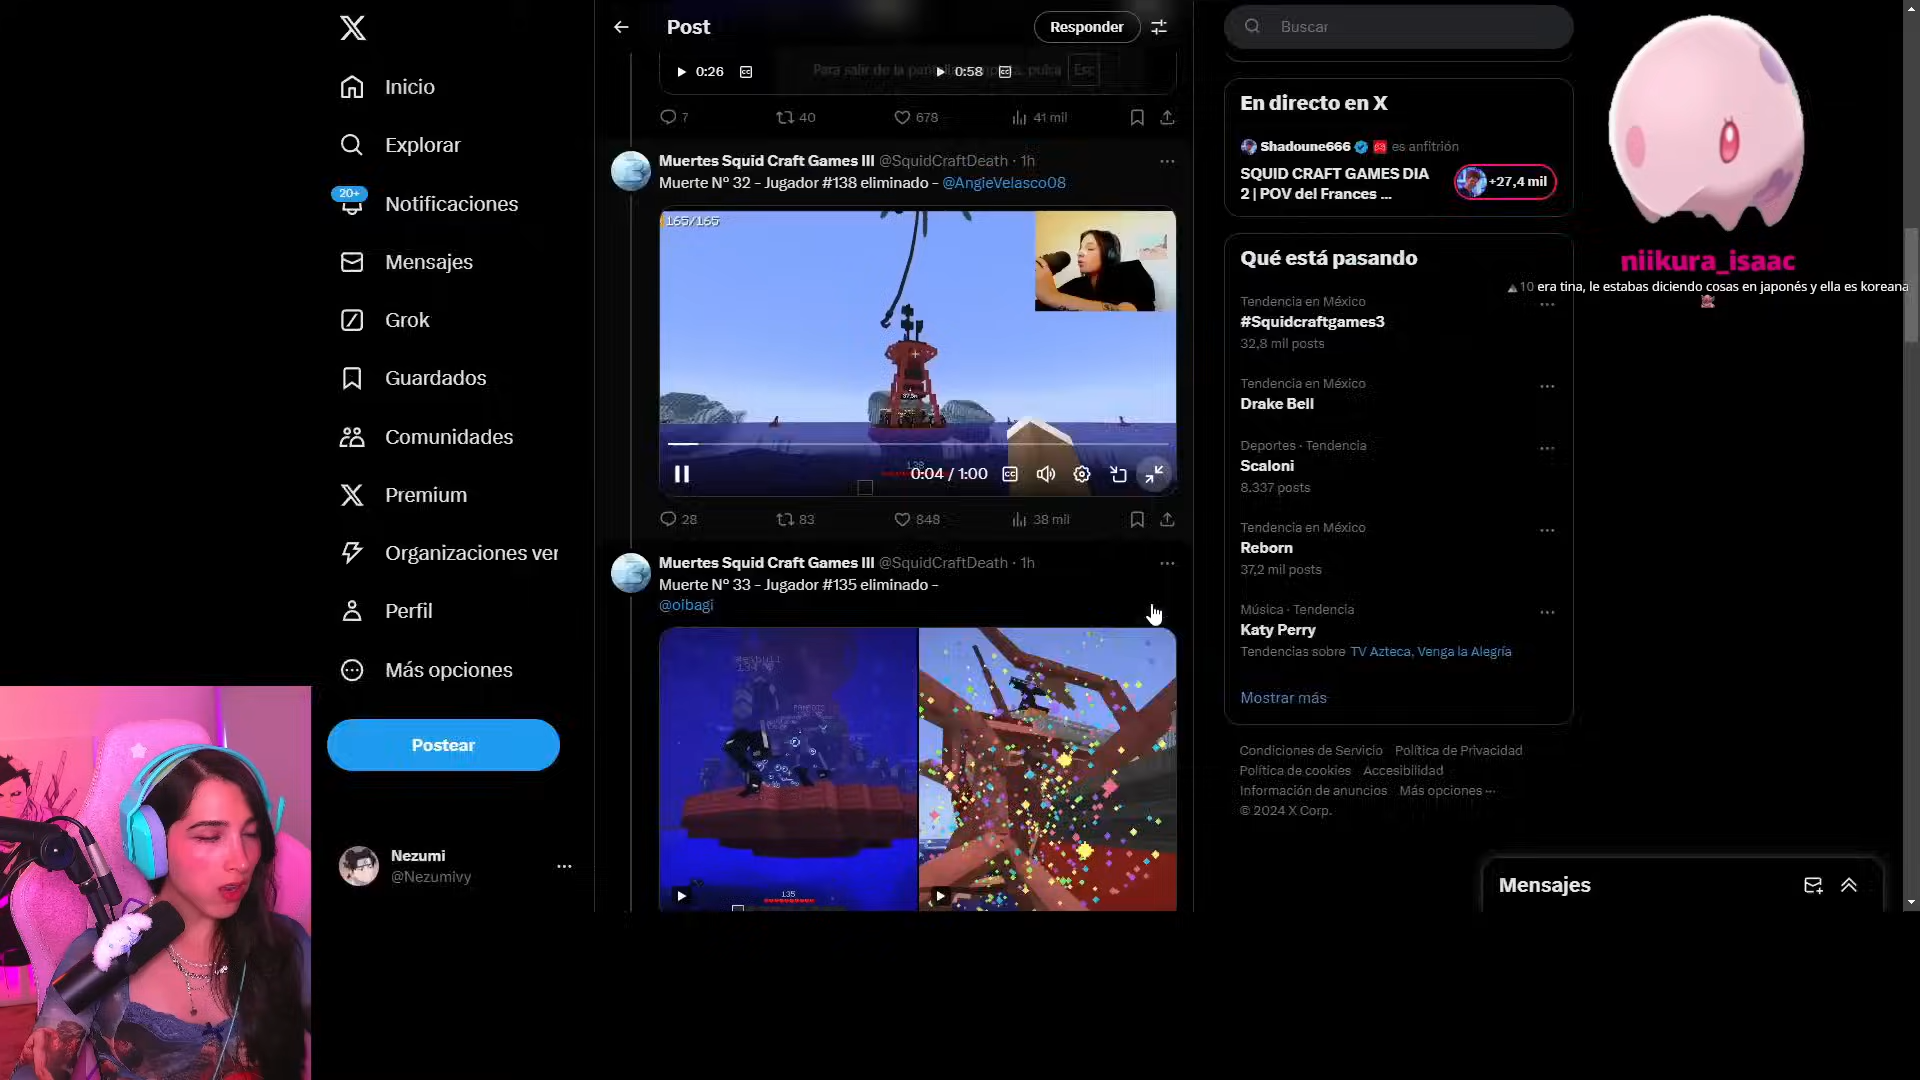 Inicio
Explorar
20+
Notificaciones
Mensajes
Grok
Guardados
Comunidades
Premium
Organizaciones ver
Perfil
Más opciones
Postear
Nezumi
@Nezumivy
Post
Responder
0:26
0:58
Esc
7
40
678
41 mil
Muertes Squid Craft Games III @SquidCraftDeath · 1h
Muerte Nº 32 - Jugador #138 eliminado - @AngieVelasco08
165/165
138
0:04 / 1:00
28
83
848
38 mil
Muertes Squid Craft Games III @SquidCraftDeath · 1h
Muerte Nº 33 - Jugador #135 eliminado -
@oibagi
135
Buscar
En directo en X
Shadoune666 es anfitrión
SQUID CRAFT GAMES DIA
2 | POV del Frances ...
+27,4 mil
Qué está pasando
Tendencia en México
#Squidcraftgames3
32,8 mil posts
Tendencia en México
Drake Bell
Deportes · Tendencia
Scaloni
8.337 posts
Tendencia en México
Reborn
37,2 mil posts
Música · Tendencia
Katy Perry
Tendencias sobre TV Azteca, Venga la Alegría
Mostrar más
Condiciones de Servicio Política de Privacidad
Política de cookies Accesibilidad
Información de anuncios Más opciones ···
© 2024 X Corp.
niikura_isaac
10 era tina, le estabas diciendo cosas en japonés y ella es koreana
Mensajes